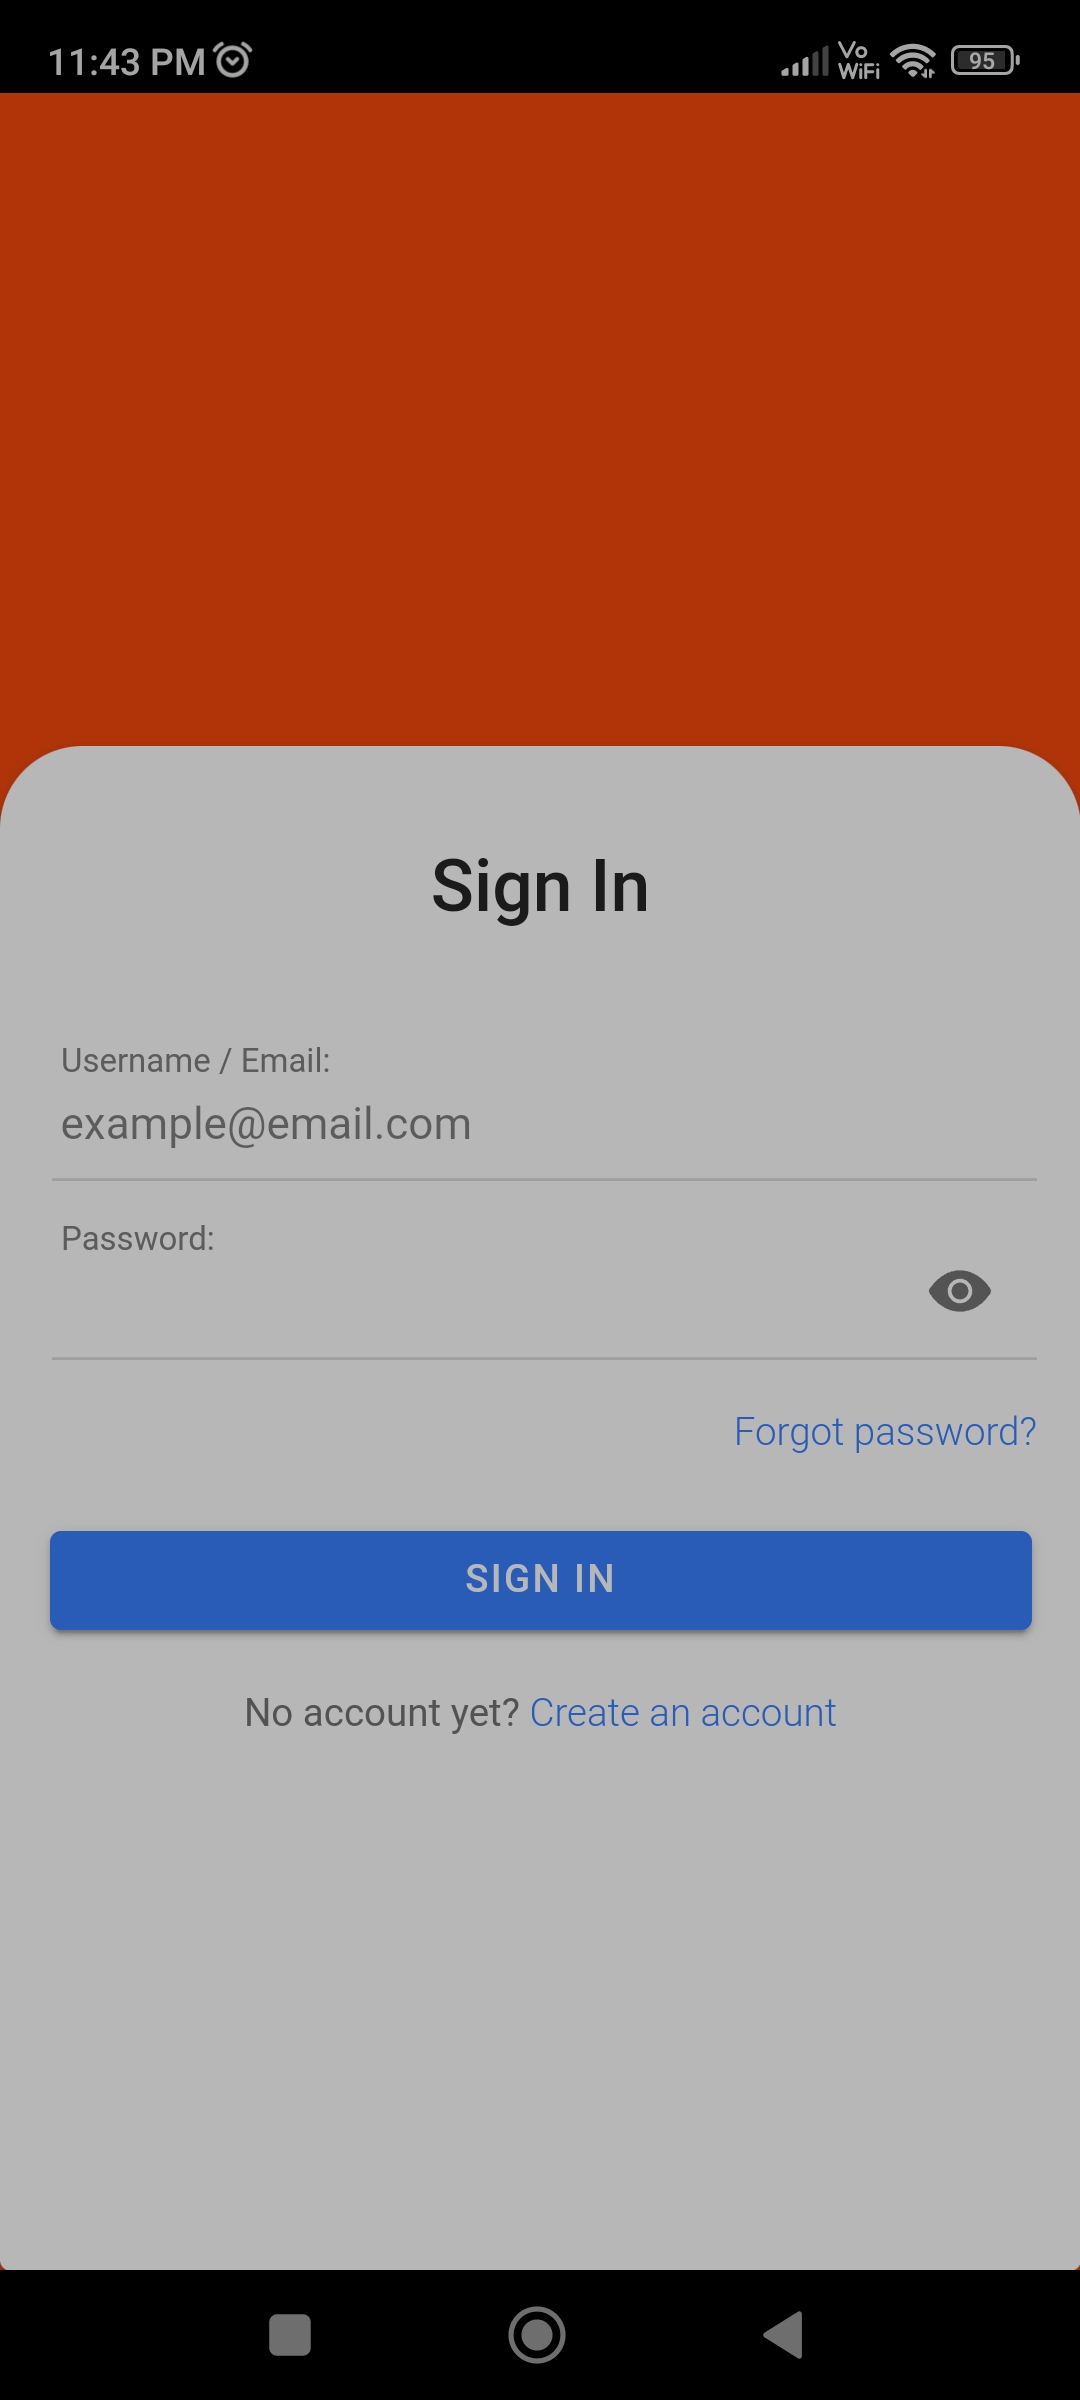 11:43 PM
Vo
WiFi
95
Sign In
Username / Email:
example@email.com
Password:
Forgot password?
SIGN IN
No account yet? Create an account